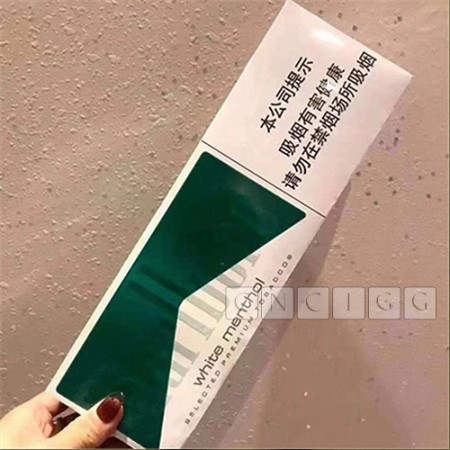 本公司提示
吸烟有害健康
请勿在禁烟场所吸烟
white menthol
SELECTED PREMIUM TOBACCOS
CNCIGG